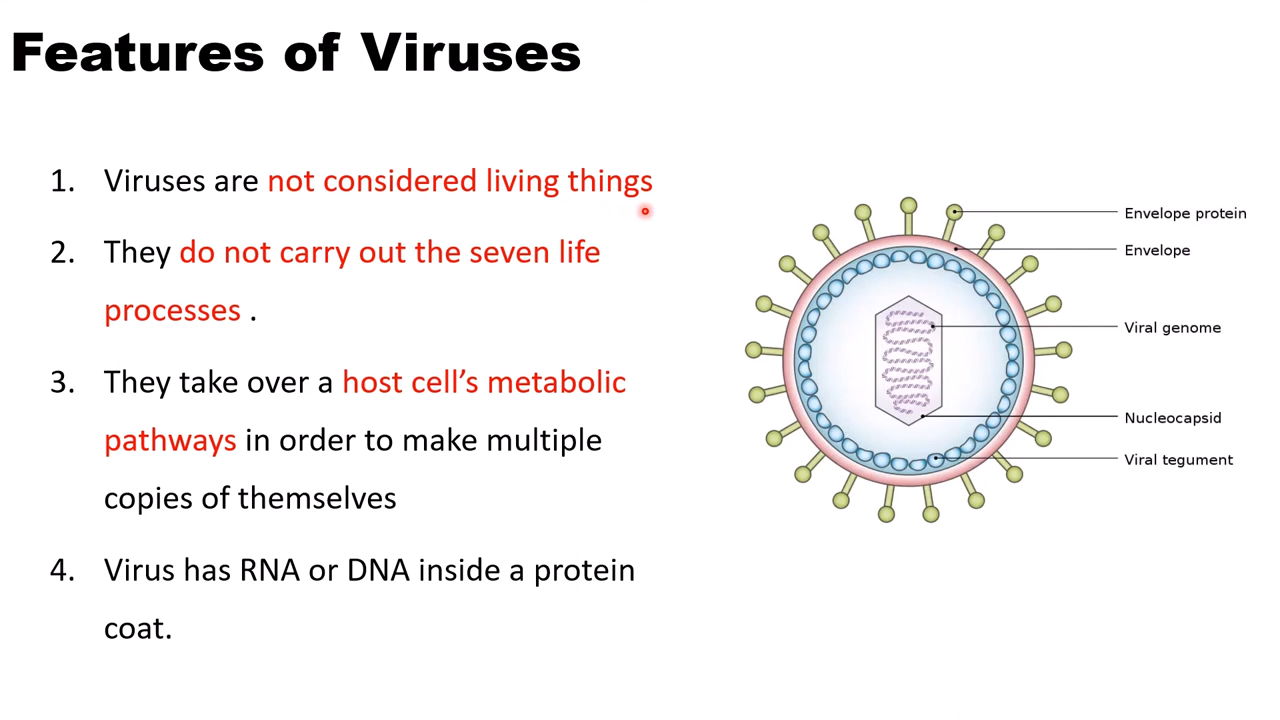 Features of Viruses
1. Viruses are not considered living things
2. They do not carry out the seven life
processes .
3. They take over a host cell’s metabolic
pathways in order to make multiple
copies of themselves
4. Virus has RNA or DNA inside a protein
coat.
Envelope protein
Envelope
Viral genome
Nucleocapsid
Viral tegument